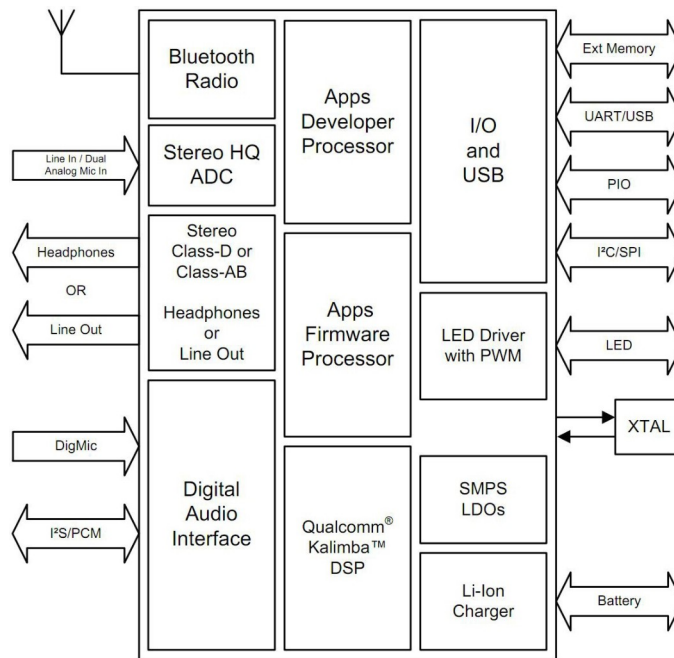 Bluetooth
Radio
Stereo HQ
ADC
Stereo
Class-D or
Class-AB
Headphones
or
Line Out
Digital
Audio
Interface
Apps
Developer
Processor
Apps
Firmware
Processor
Qualcomm®
Kalimba™
DSP
I/O
and
USB
LED Driver
with PWM
SMPS
LDOs
Li-Ion
Charger
Line In / Dual
Analog Mic In
Headphones
OR
Line Out
DigMic
I²S/PCM
Ext Memory
UART/USB
PIO
I²C/SPI
LED
XTAL
Battery